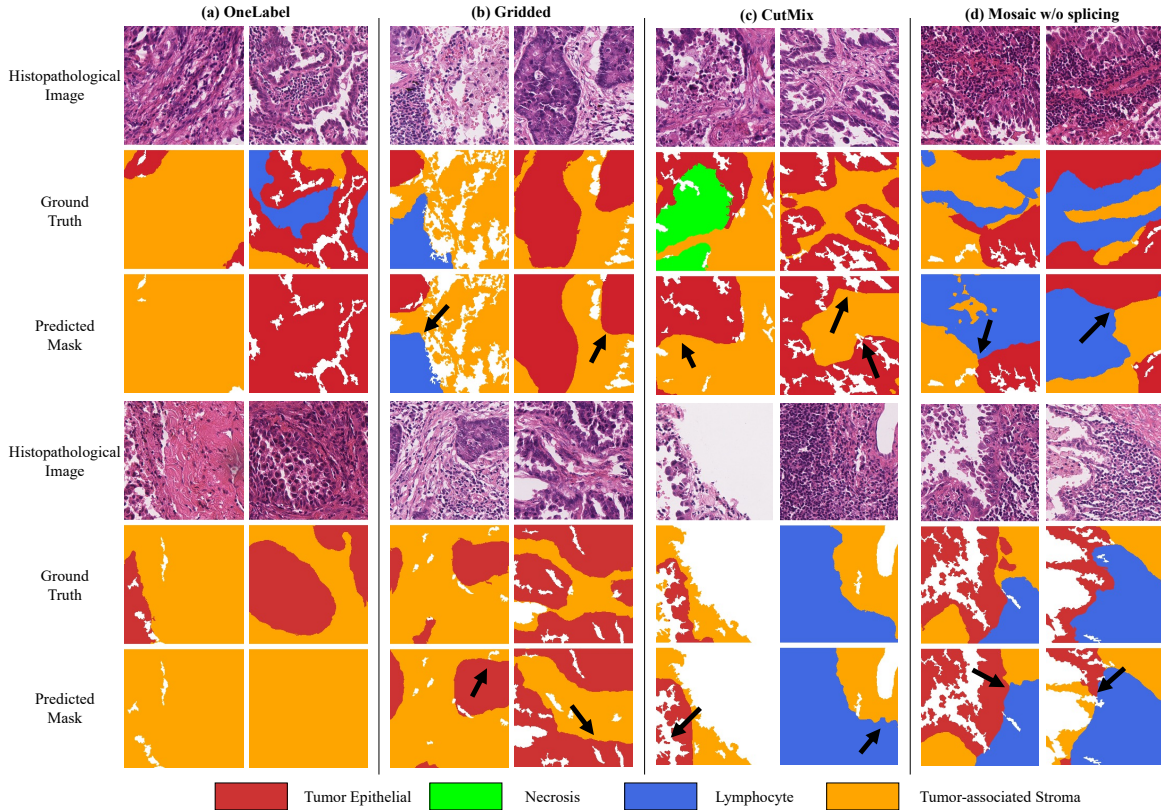 (a) OneLabel
(b) Gridded
(c) CutMix
(d) Mosaic w/o splicing
Histopathological
Image
Ground
Truth
Predicted
Mask
Histopathological
Image
Ground
Truth
Predicted
Mask
Tumor Epithelial
Necrosis
Lymphocyte
Tumor-associated Stroma